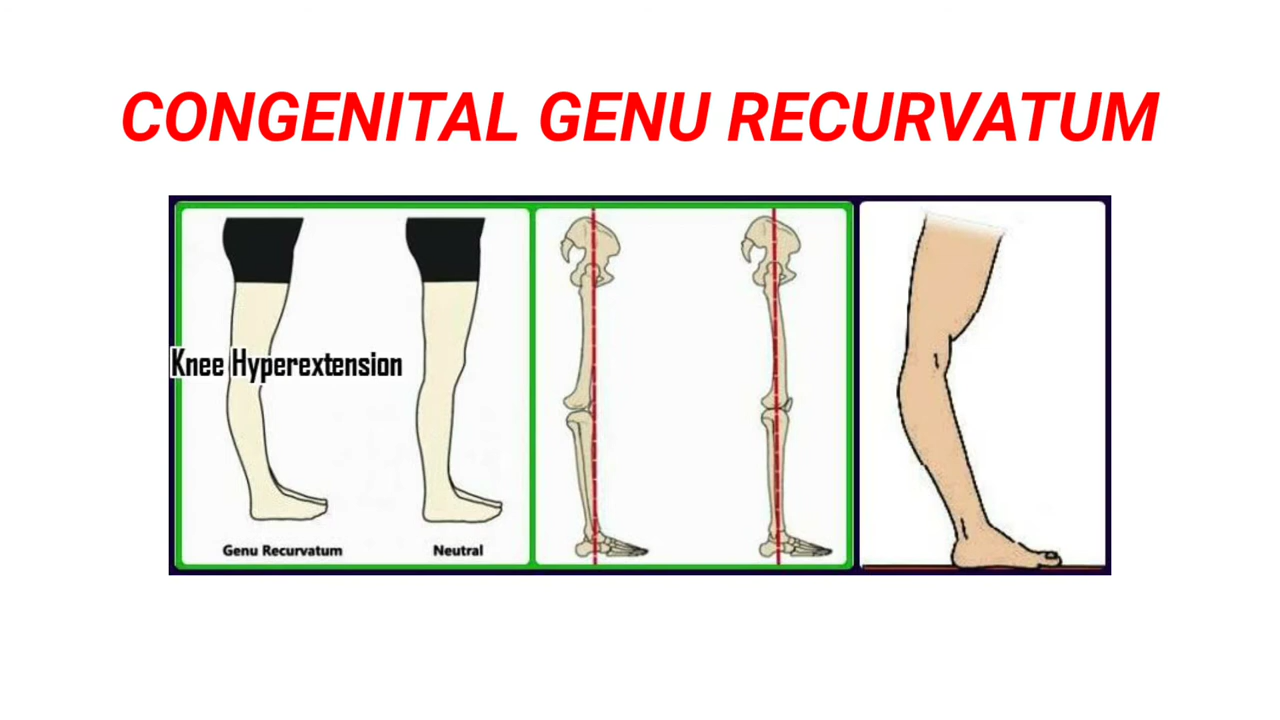 CONGENITAL GENU RECURVATUM
Knee Hyperextension
Genu Recurvatum
Neutral